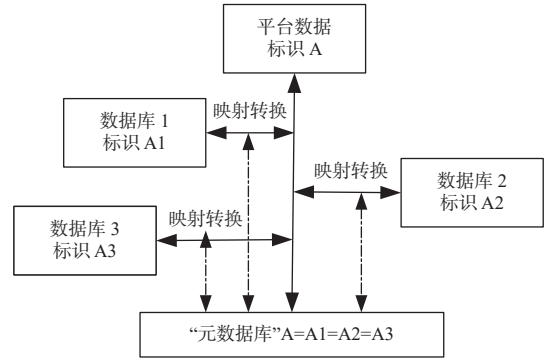 平台数据
标识 A
映射转换
数据库 1
标识 A1
映射转换
数据库 2
标识 A2
映射转换
数据库 3
标识 A3
“元数据库”A=A1=A2=A3